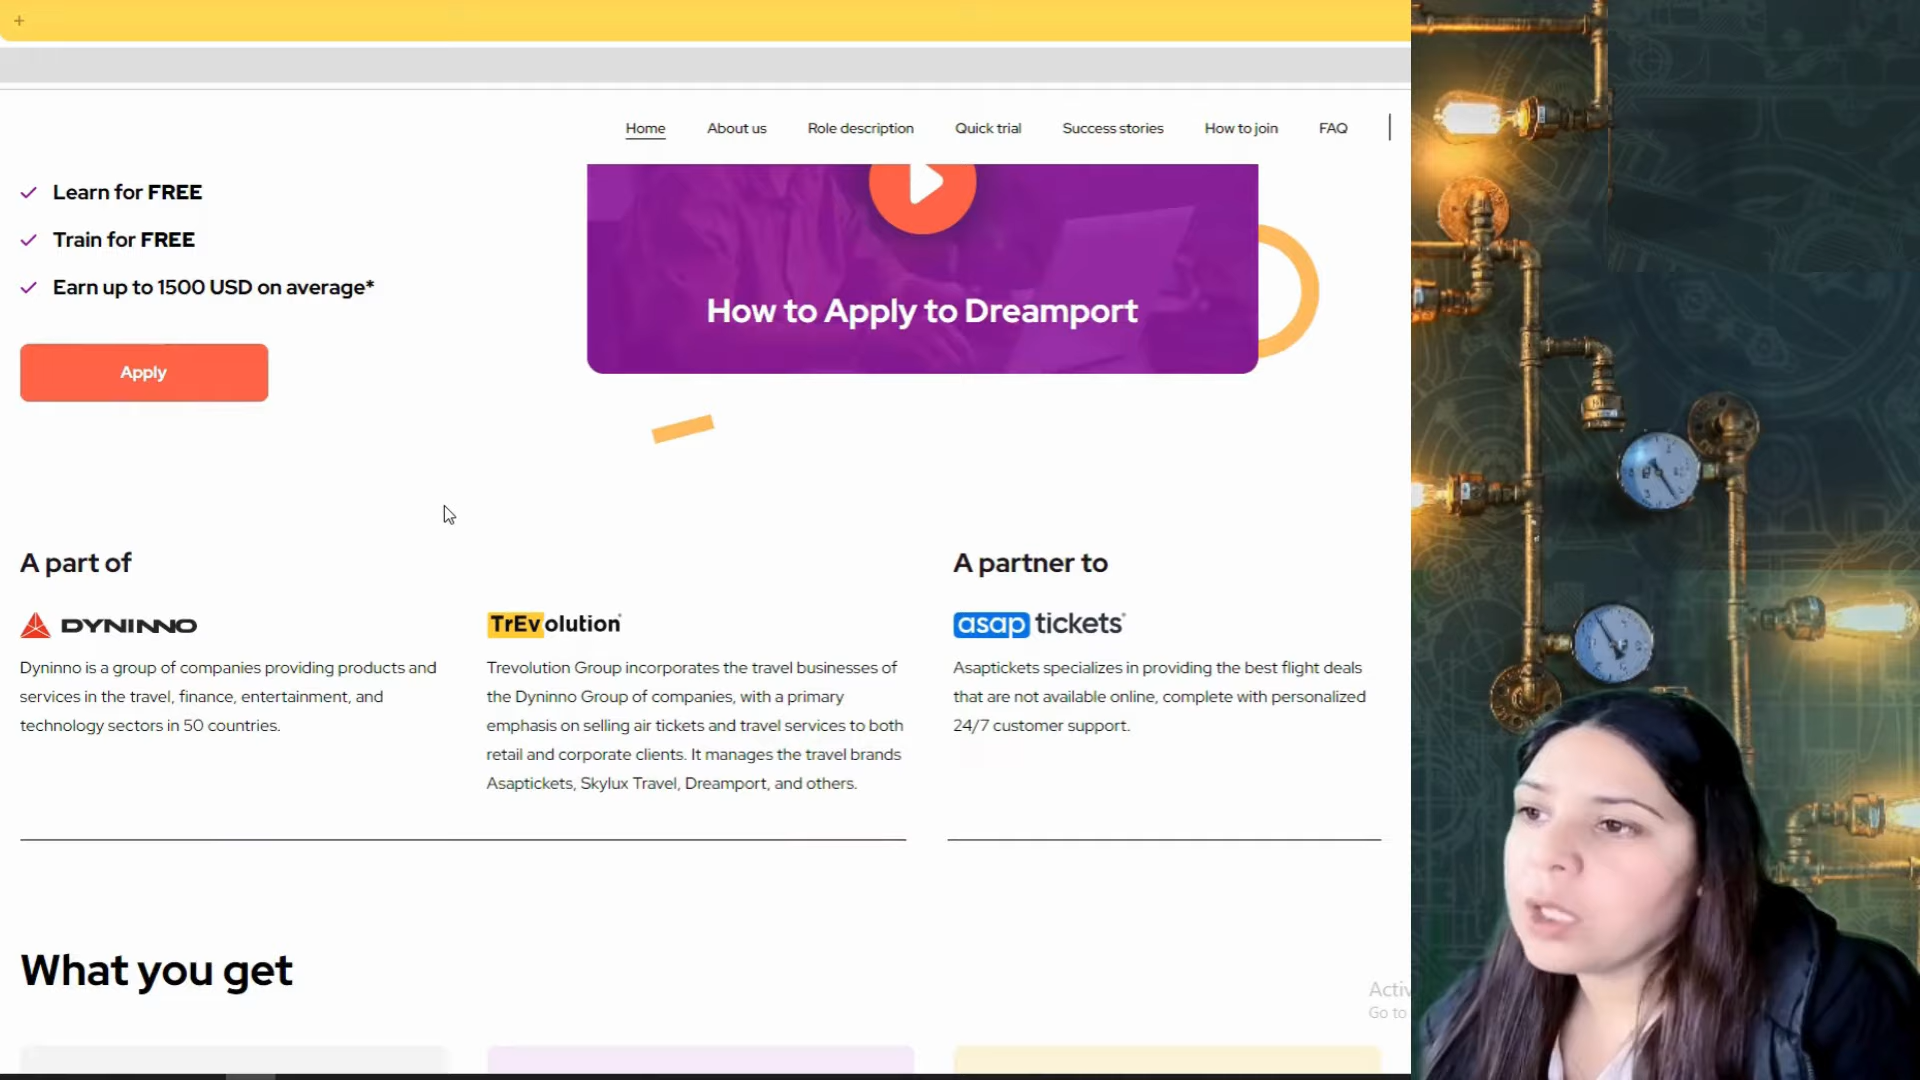 +
Home About us Role description Quick trial Success stories How to join FAQ
Learn for FREE
Train for FREE
Earn up to 1500 USD on average*
Apply
How to Apply to Dreamport
A part of
DYNINNO
Dyninno is a group of companies providing products and
services in the travel, finance, entertainment, and
technology sectors in 50 countries.
TrEvolution
Trevolution Group incorporates the travel businesses of
the Dyninno Group of companies, with a primary
emphasis on selling air tickets and travel services to both
retail and corporate clients. It manages the travel brands
Asaptickets, Skylux Travel, Dreamport, and others.
A partner to
asap tickets
Asaptickets specializes in providing the best flight deals
that are not available online, complete with personalized
24/7 customer support.
What you get
Activ
Go to